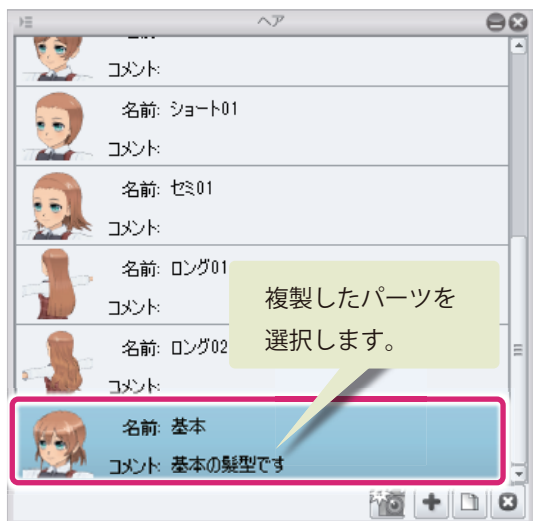 ヘア
コメント:
名前: ショート01
コメント:
名前: セミ01
コメント:
名前: ロング01
コメント:
名前: ロング02
コメント:
複製したパーツを
選択します。
名前: 基本
コメント: 基本の髪型です